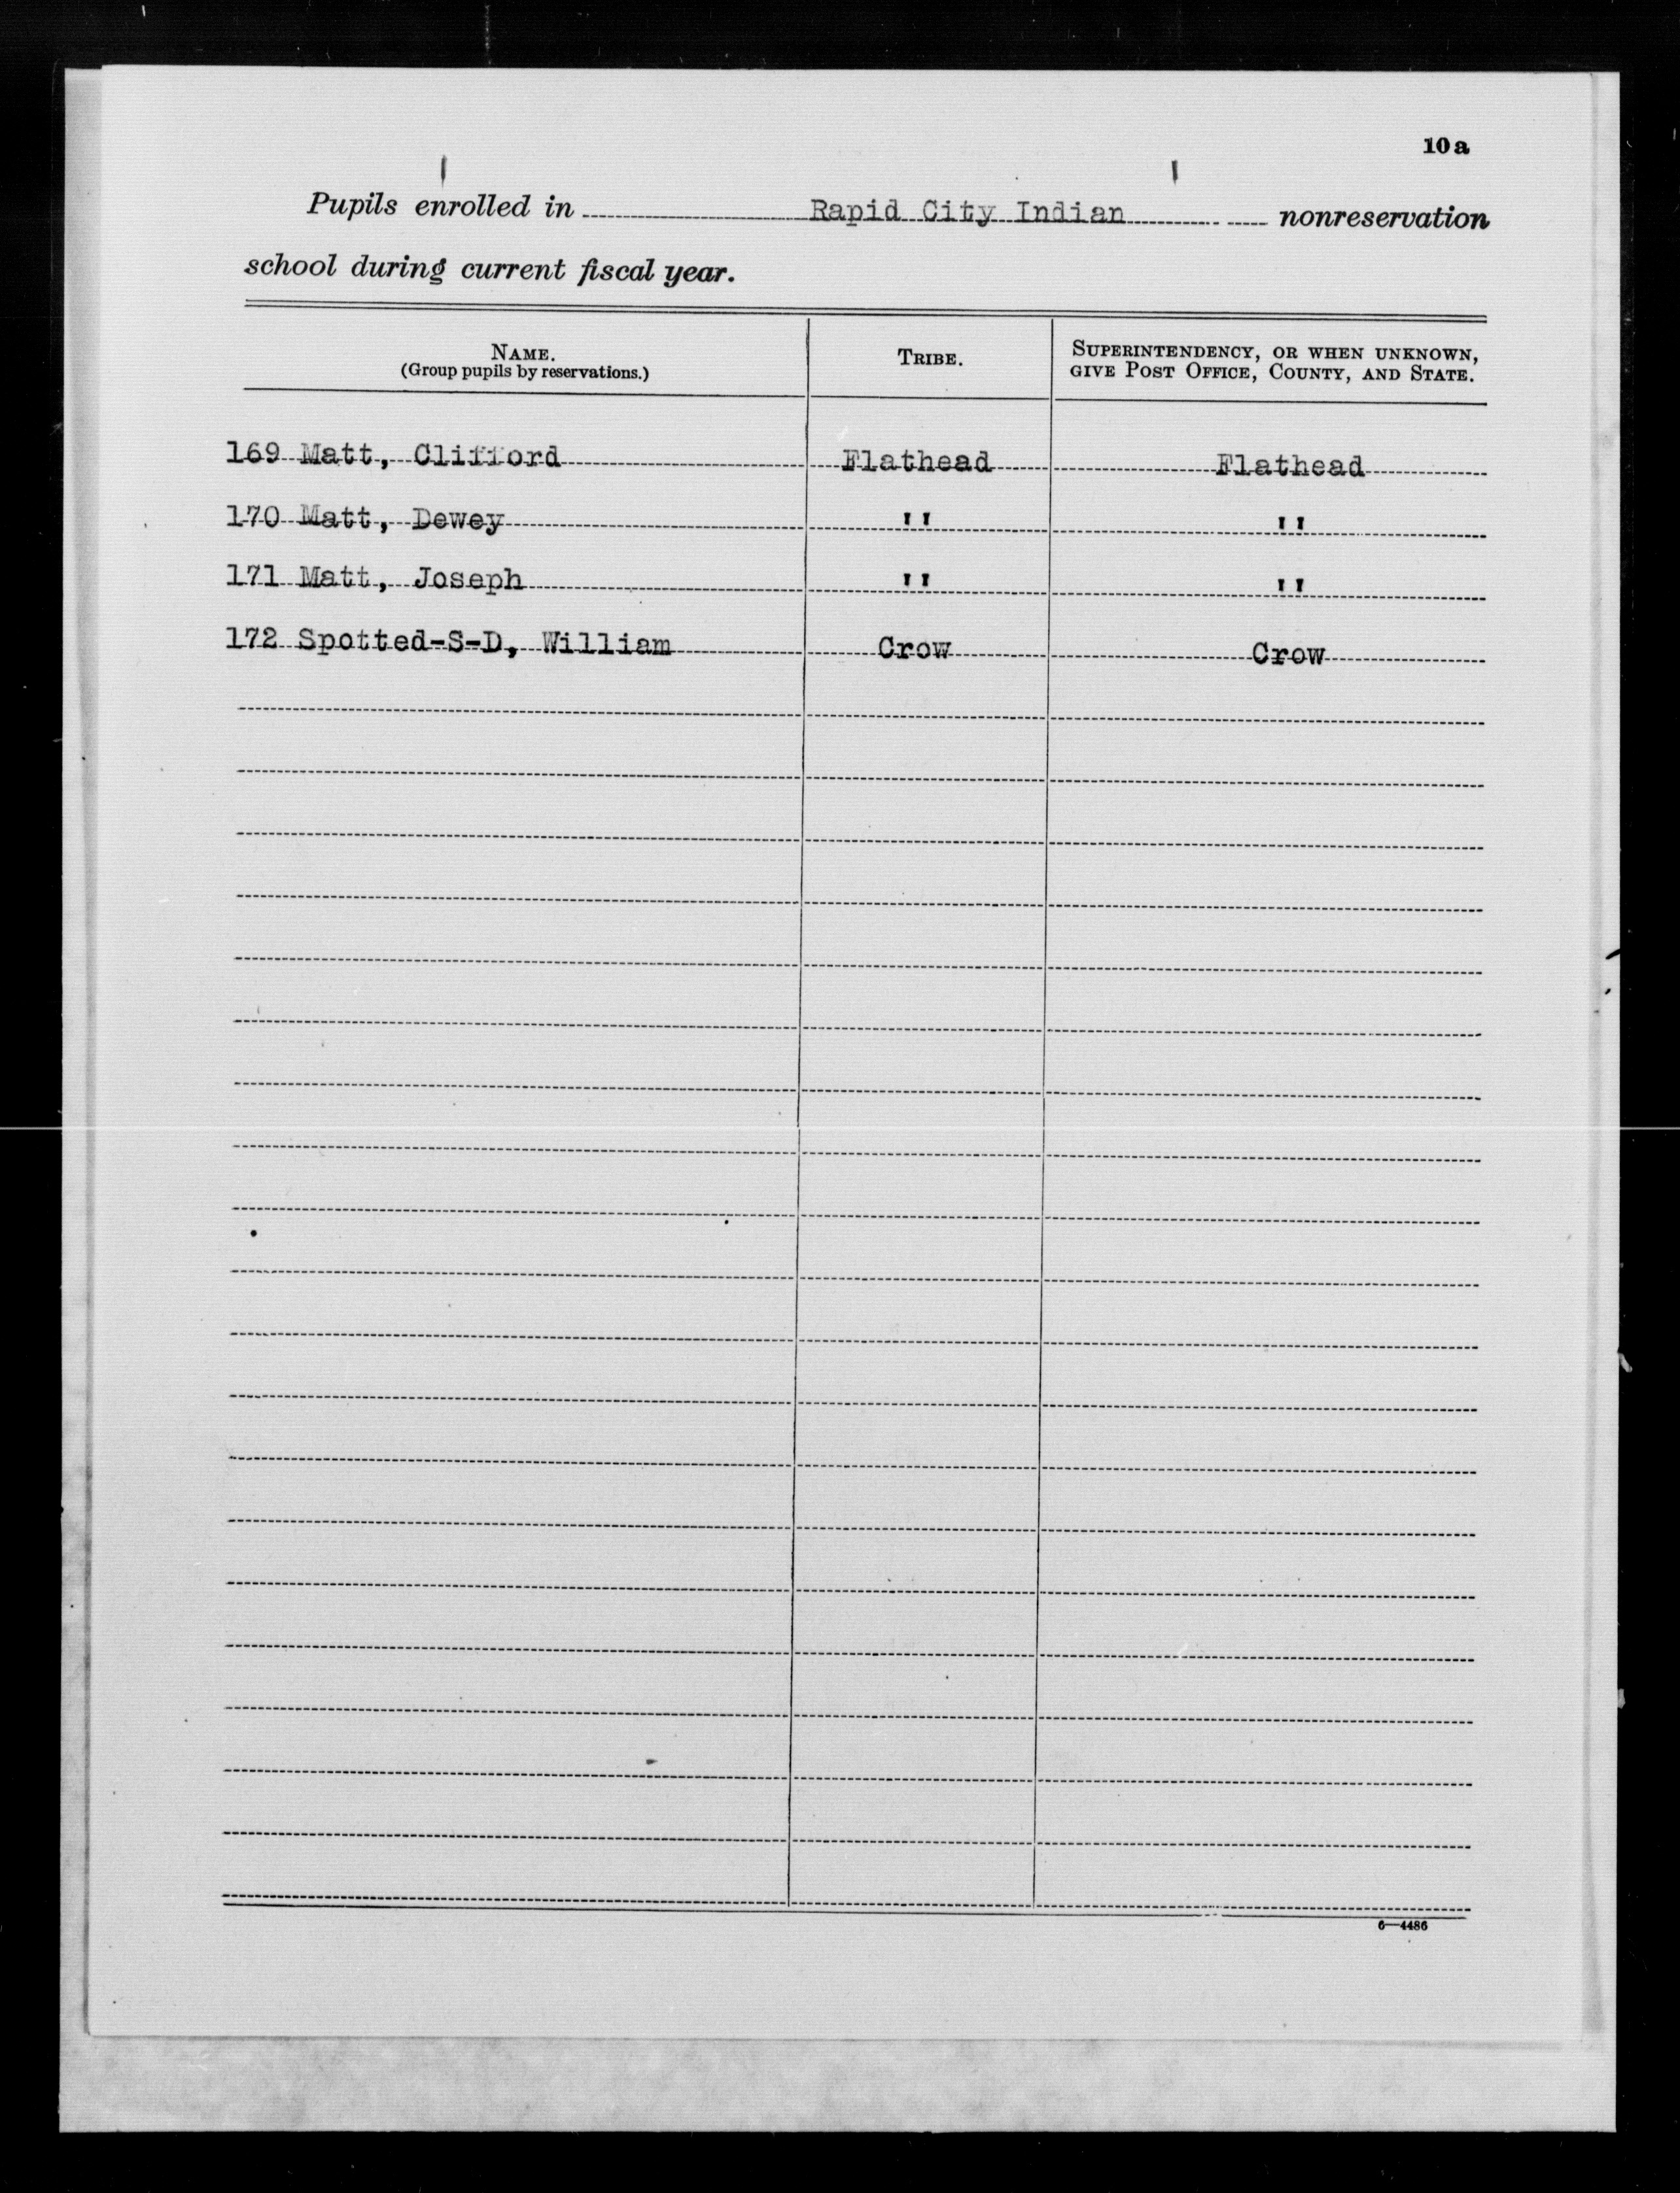 10a
Pupils enrolled in Rapid City Indian nonreservation
school during current fiscal year.
NAME. TRIBE. SUPERINTENDENCY, OR WHEN UNKNOWN,
(Group pupils by reservations.) GIVE POST OFFICE, COUNTY, AND STATE.
169 Matt, Clifford Flathead Flathead
170 Matt, Dewey " "
171 Matt, Joseph " "
172 Spotted-S-D, William Crow Crow
6—4486